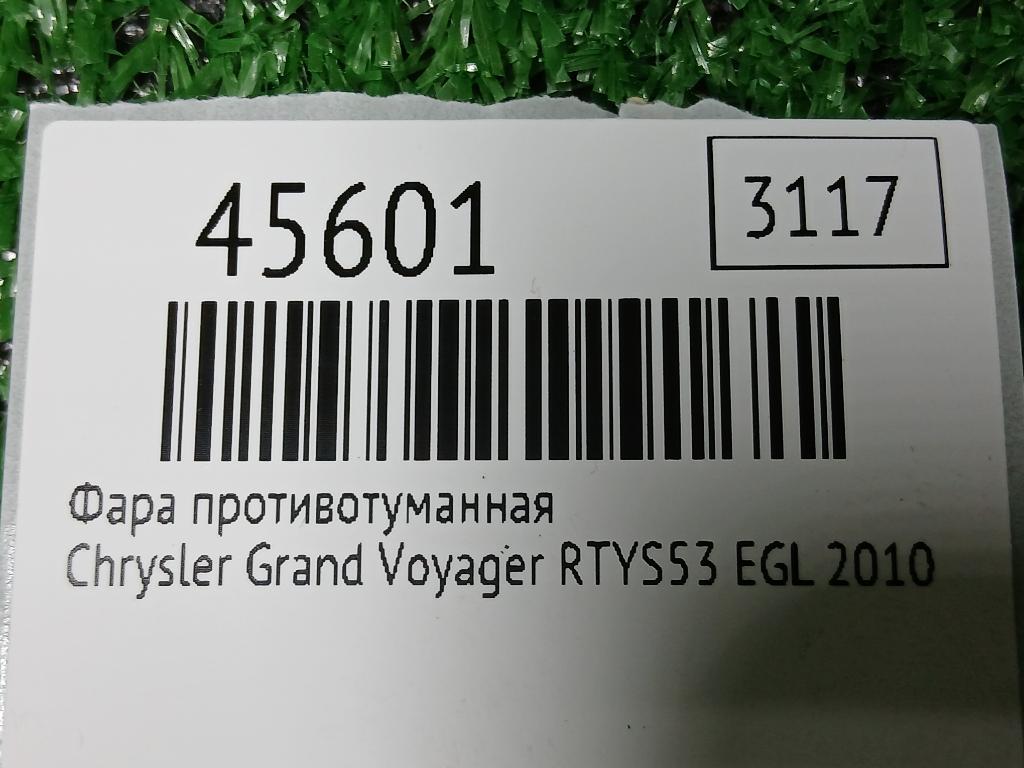 45601
3117
Фара противотуманная
Chrysler Grand Voyager RTYS53 EGL 2010